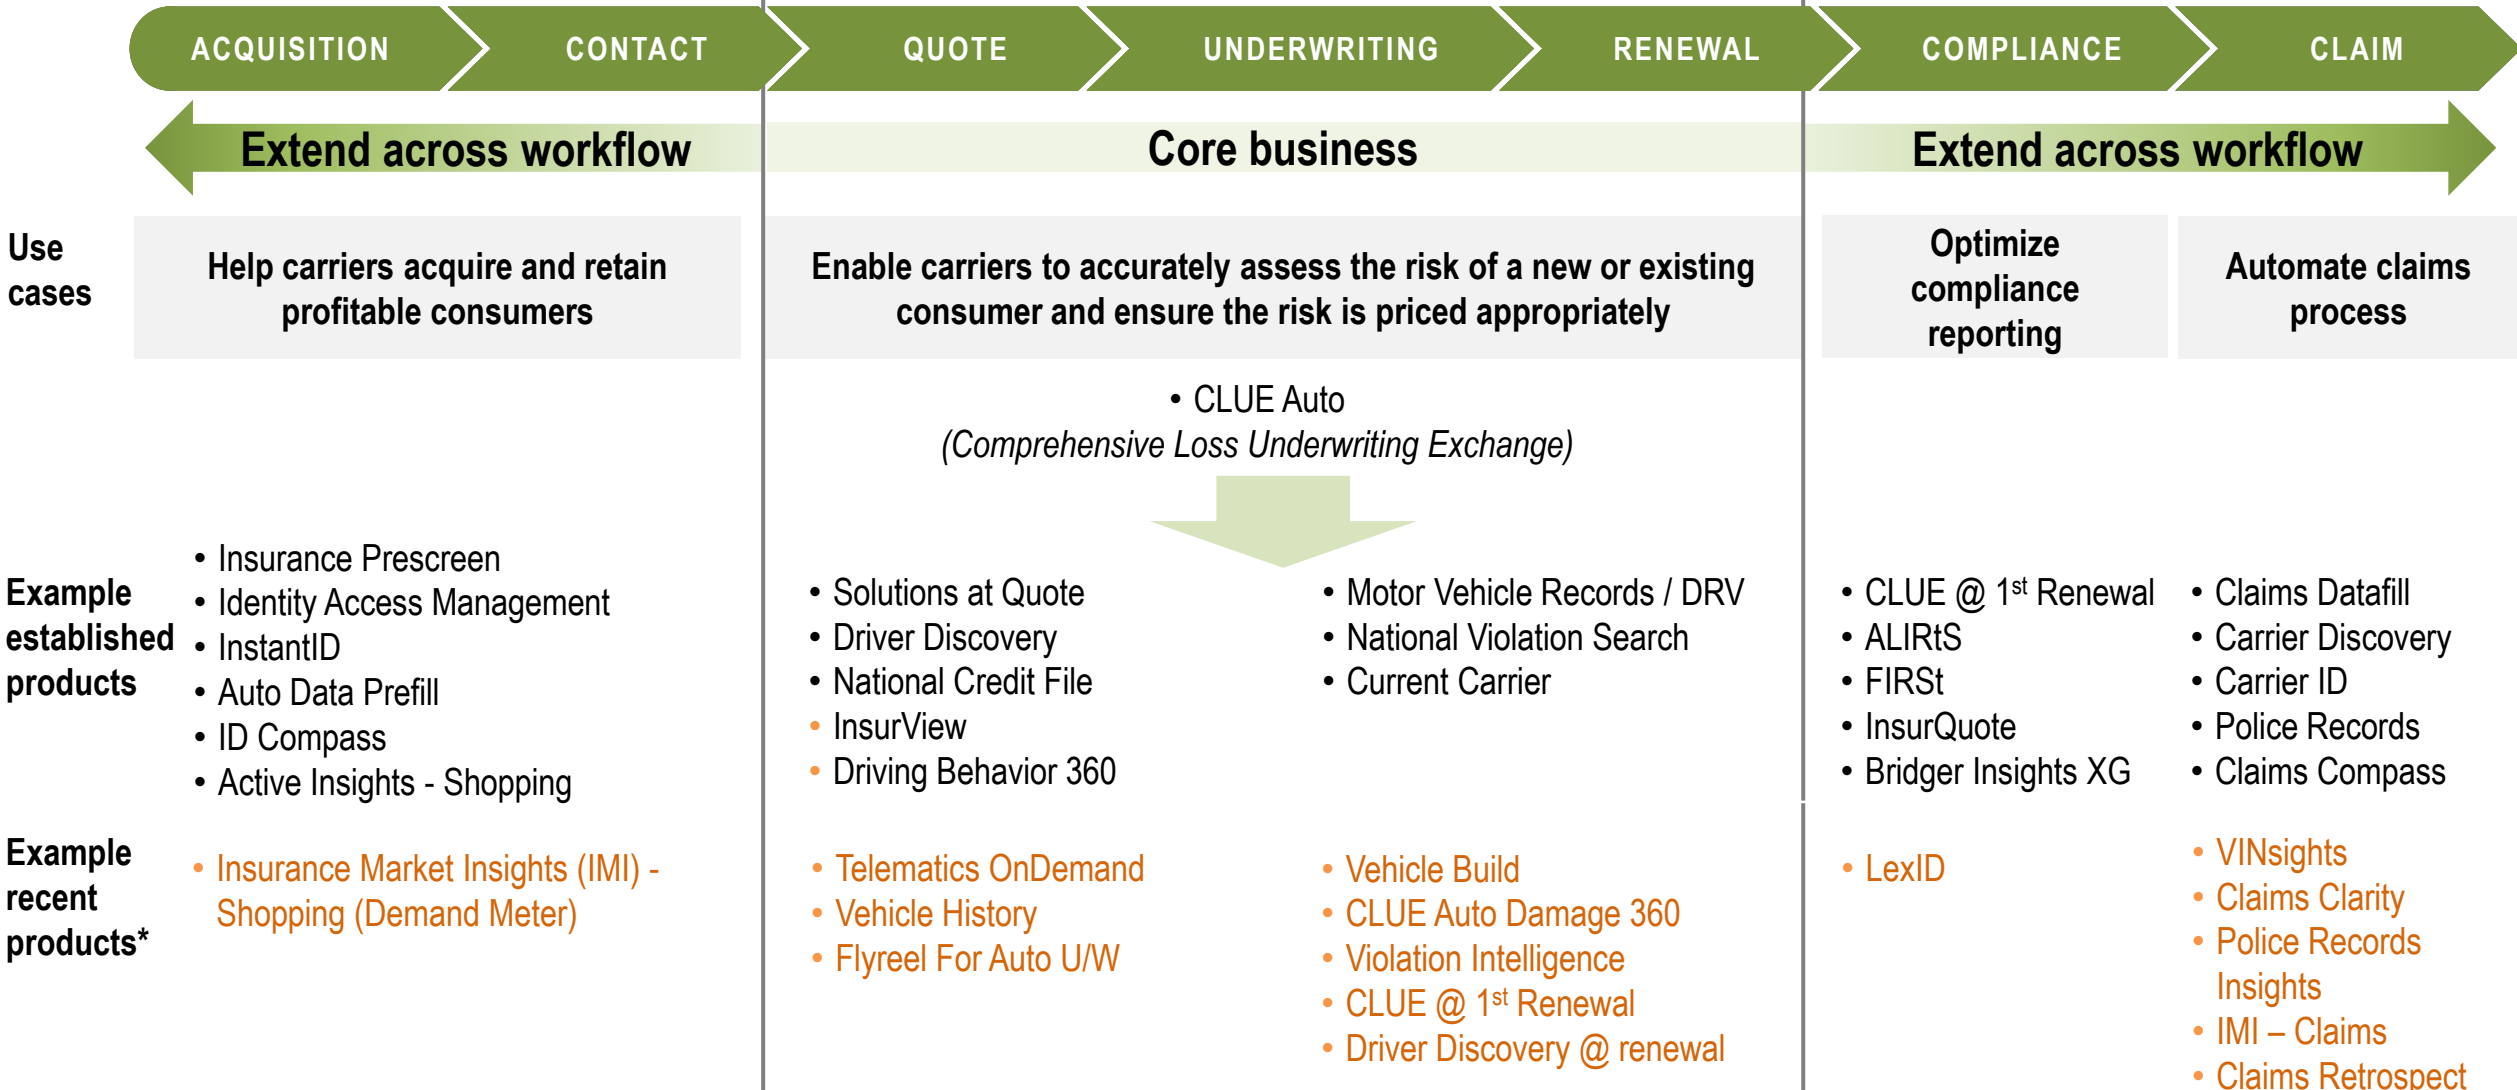 ACQUISITION CONTACT QUOTE UNDERWRITING RENEWAL COMPLIANCE CLAIM
Extend across workflow
Core business
Extend across workflow
Use
cases
Help carriers acquire and retain
profitable consumers
Enable carriers to accurately assess the risk of a new or existing
consumer and ensure the risk is priced appropriately
Optimize
compliance
reporting
Automate claims
process
• CLUE Auto
(Comprehensive Loss Underwriting Exchange)
Example
established
products
• Insurance Prescreen
• Identity Access Management
• InstantID
• Auto Data Prefill
• ID Compass
• Active Insights - Shopping
• Solutions at Quote
• Driver Discovery
• National Credit File
• InsurView
• Driving Behavior 360
• Motor Vehicle Records / DRV
• National Violation Search
• Current Carrier
• CLUE @ 1st Renewal
• ALIRtS
• FIRSt
• InsurQuote
• Bridger Insights XG
• Claims Datafill
• Carrier Discovery
• Carrier ID
• Police Records
• Claims Compass
Example
recent
products*
• Insurance Market Insights (IMI) -
Shopping (Demand Meter)
• Telematics OnDemand
• Vehicle History
• Flyreel For Auto U/W
• Vehicle Build
• CLUE Auto Damage 360
• Violation Intelligence
• CLUE @ 1st Renewal
• Driver Discovery @ renewal
• LexID
• VINsights
• Claims Clarity
• Police Records
Insights
• IMI – Claims
• Claims Retrospect